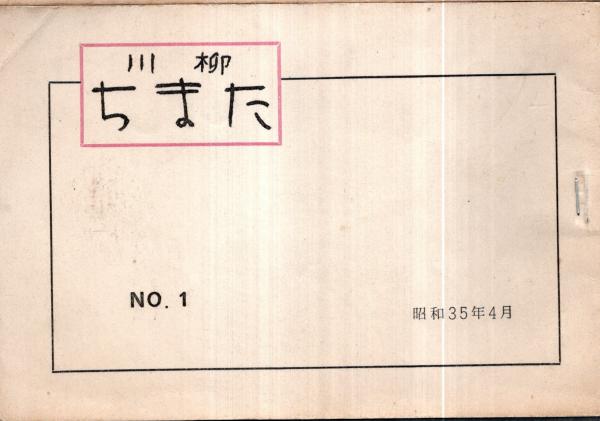 川柳
ちまた
NO. 1
昭和35年4月